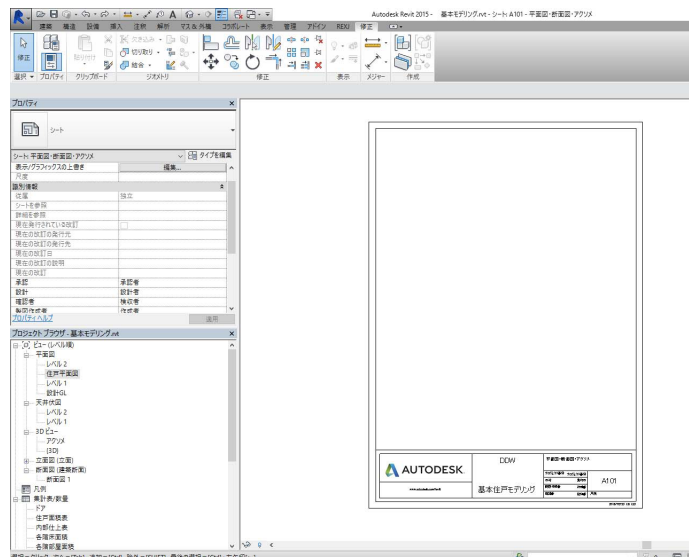 Autodesk Revit 2015 - 基本モデリング.rvt - シート: A101 - 平面図・断面図・アクソメ
建築 構造 設備 挿入 注釈 解析 マス & 外構 コラボレート 表示 管理 アドイン REXJ 修正
修正
貼り付け
切り取り
結合
選択 プロパティ クリップボード ジオメトリ 修正 表示 メジャー 作成
プロパティ
シート
シート: 平面図・断面図・アクソメ
タイプを編集
表示/グラフィックスの上書き 編集...
尺度
識別情報
従属 独立
シートを参照
詳細を参照
現在発行されている改訂
現在の改訂の発行元
現在の改訂の発行先
現在の改訂日
現在の改訂の説明
現在の改訂
承認 承認者
設計 設計者
確認者 検収者
製図作成者 作成者
プロパティ ヘルプ
適用
プロジェクト ブラウザ - 基本モデリング.rvt
ビュー (レベル順)
平面図
レベル 2
住戸平面図
レベル 1
設計GL
天井伏図
レベル 2
レベル 1
3D ビュー
アクソメ
{3D}
立面図 (立面)
断面図 (建築断面)
断面図 1
凡例
集計表/数量
ドア
住戸面積表
内部仕上表
各階床面積
各階部屋面積
AUTODESK.
DDW
基本住戸モデリング
平面図・断面図・アクソメ
A101